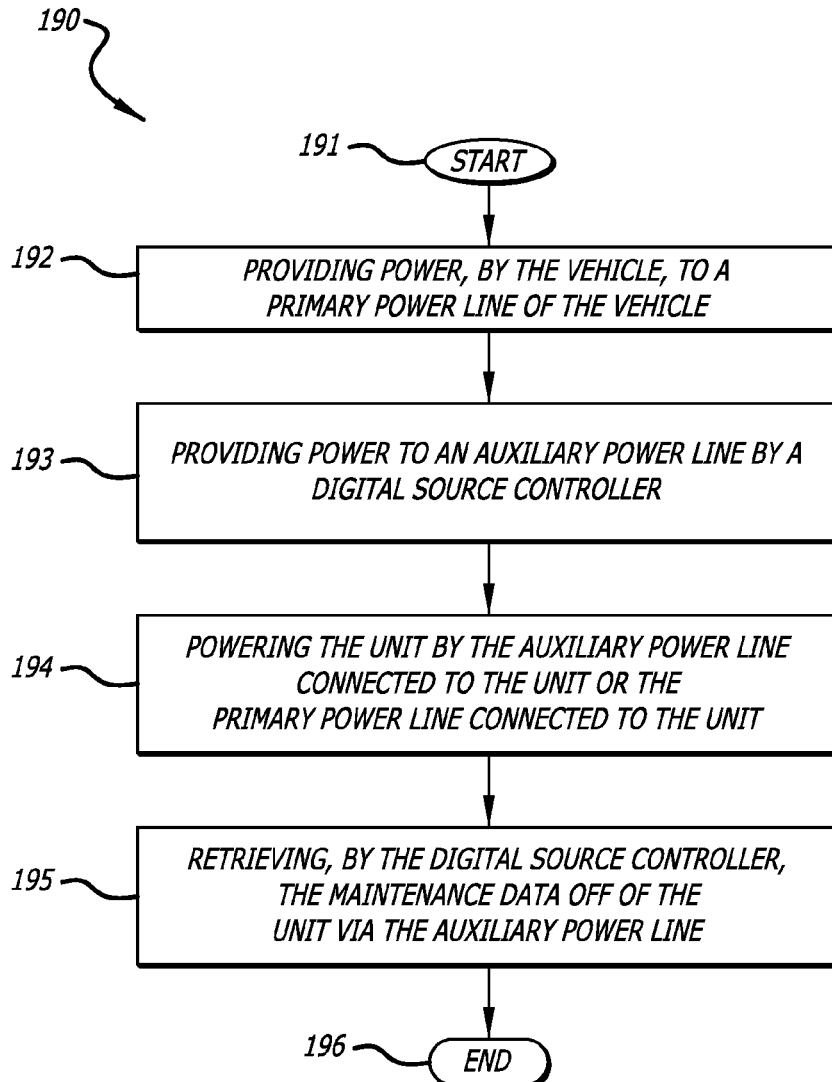 190
191
START
192
PROVIDING POWER, BY THE VEHICLE, TO A
PRIMARY POWER LINE OF THE VEHICLE
193
PROVIDING POWER TO AN AUXILIARY POWER LINE BY A
DIGITAL SOURCE CONTROLLER
194
POWERING THE UNIT BY THE AUXILIARY POWER LINE
CONNECTED TO THE UNIT OR THE
PRIMARY POWER LINE CONNECTED TO THE UNIT
195
RETRIEVING, BY THE DIGITAL SOURCE CONTROLLER,
THE MAINTENANCE DATA OFF OF THE
UNIT VIA THE AUXILIARY POWER LINE
196
END